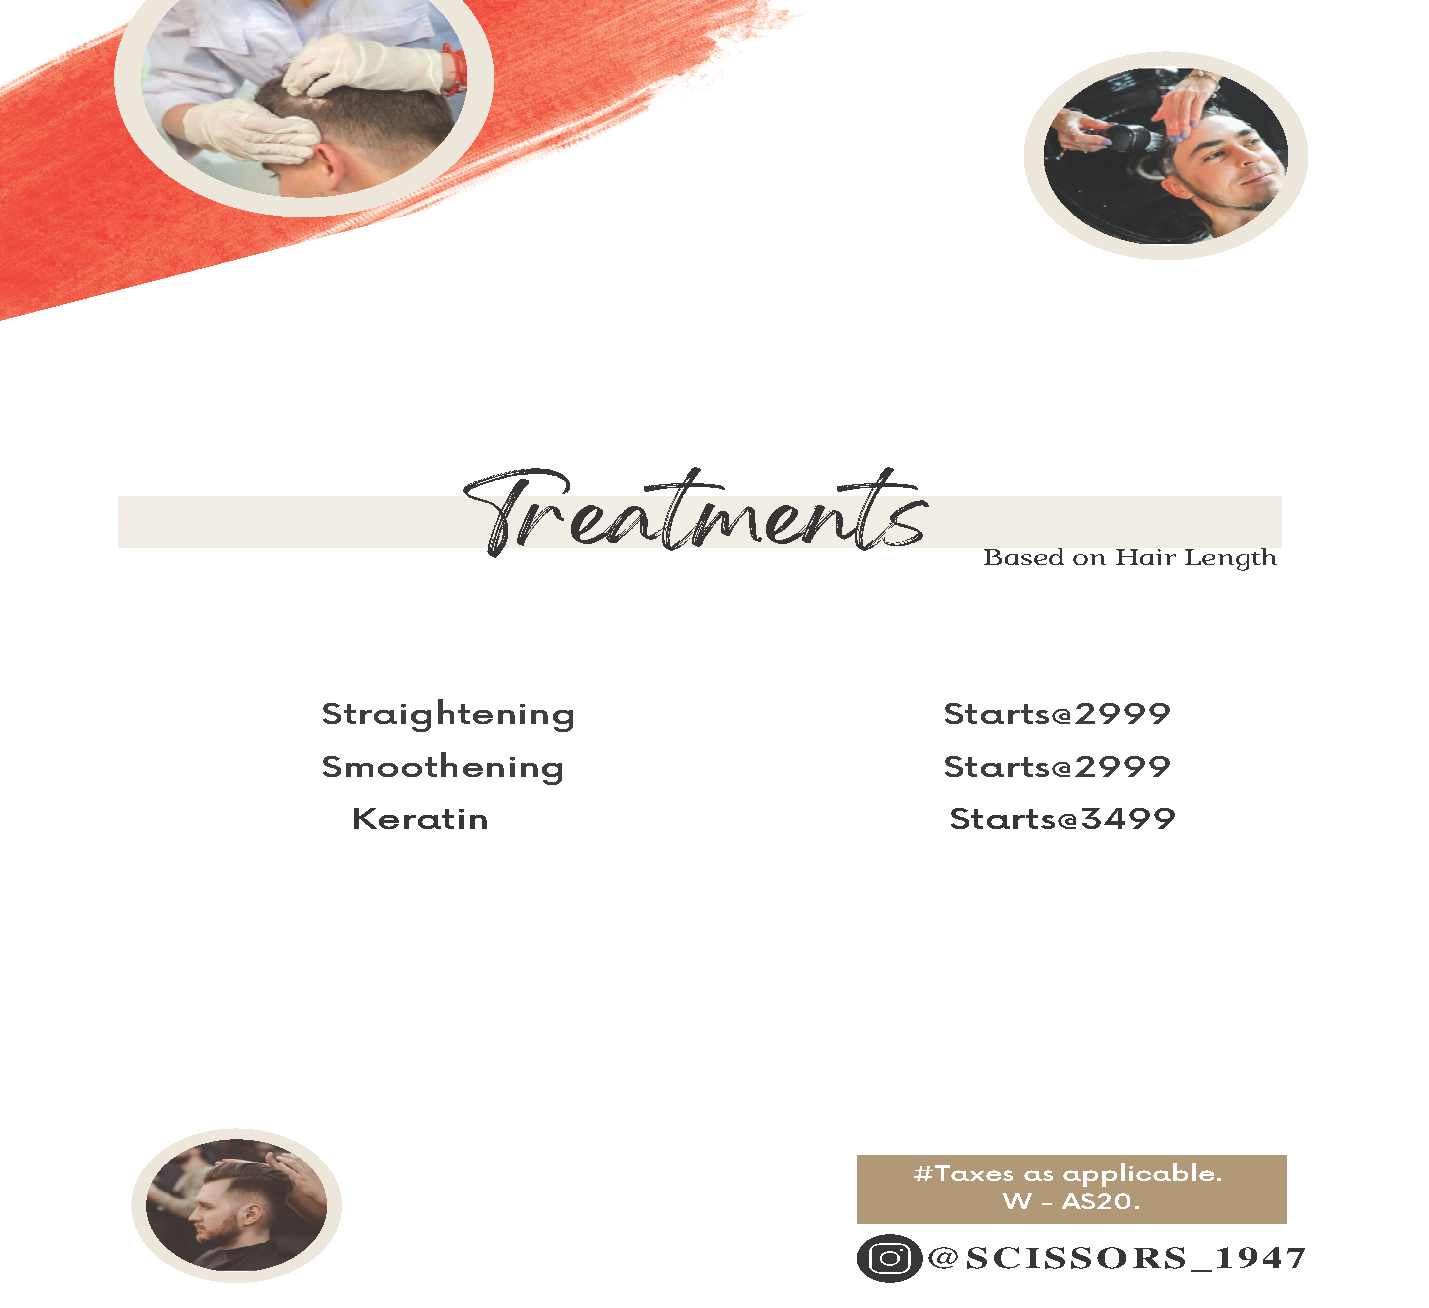 Treatments
Based on Hair Length
Straightening Starts@2999
Smoothening Starts@2999
Keratin Starts@3499
#Taxes as applicable.
W - AS20.
@SCISSORS_1947